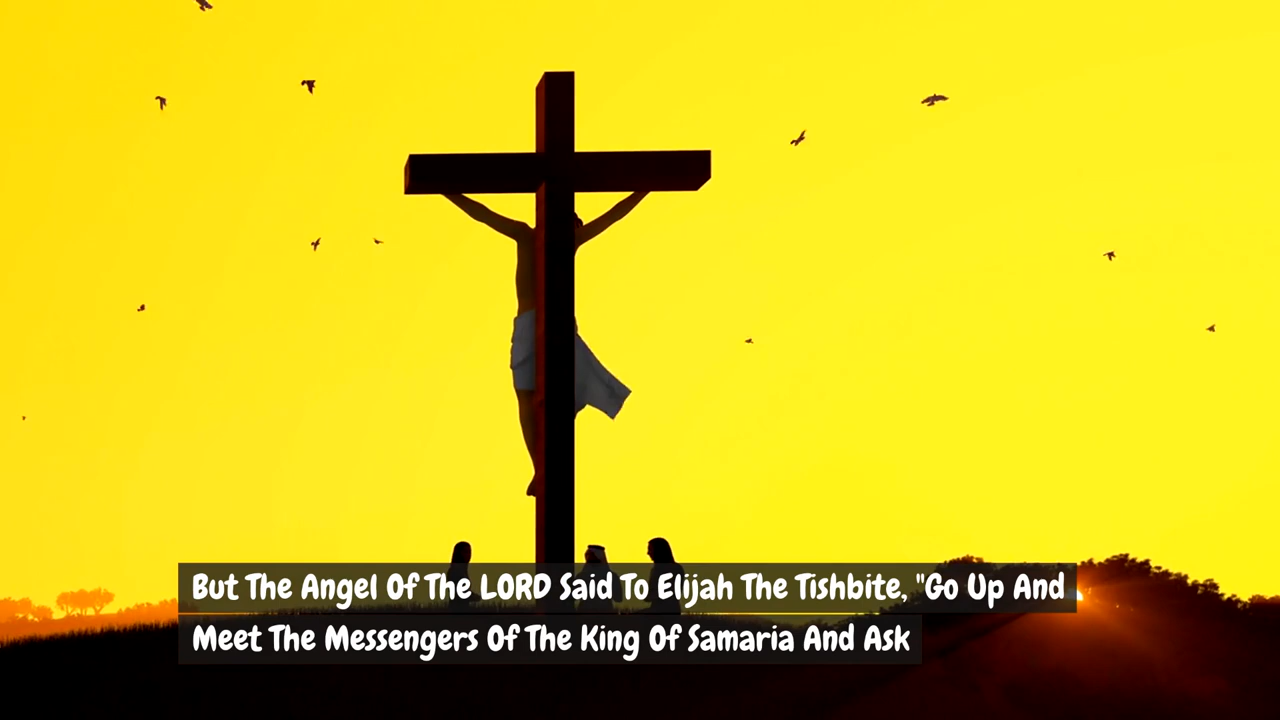 But The Angel Of The LORD Said To Elijah The Tishbite, "Go Up And
Meet The Messengers Of The King Of Samaria And Ask